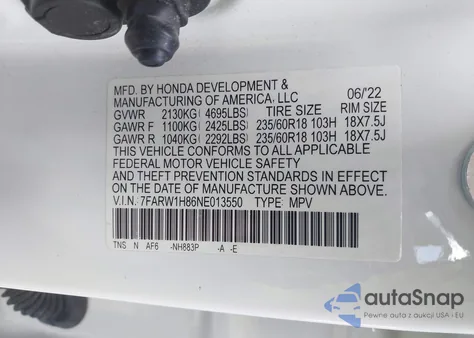 MFD. BY HONDA DEVELOPMENT &
MANUFACTURING OF AMERICA, LLC 06/'22
GVWR 2130KG (4695LBS) TIRE SIZE RIM SIZE
GAWR F 1100KG (2425LBS) 235/60R18 103H 18X7.5J
GAWR R 1040KG (2292LBS) 235/60R18 103H 18X7.5J
THIS VEHICLE CONFORMS TO ALL APPLICABLE
FEDERAL MOTOR VEHICLE SAFETY
AND THEFT PREVENTION STANDARDS IN EFFECT
ON THE DATE OF MANUFACTURE SHOWN ABOVE.
V.I.N. 7FARW1H86NE013550 TYPE: MPV
TNS N AF6 -NH883P -A -E
autoSnap
Pewne auta z aukcji USA i EU